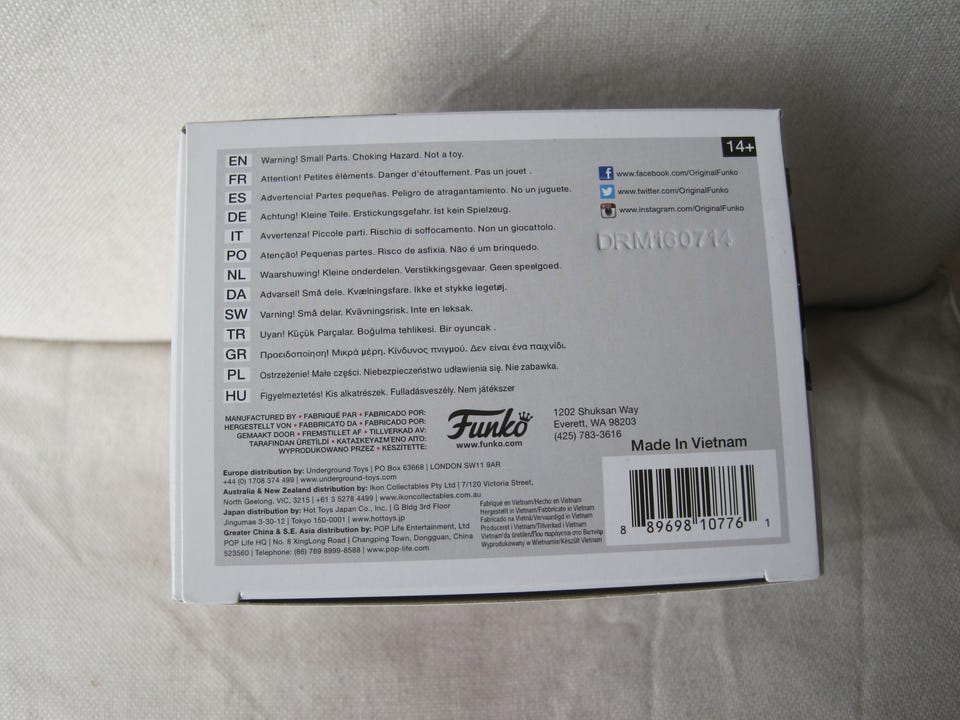 14+
EN Warning! Small Parts. Choking Hazard. Not a toy.
FR Attention! Petites éléments. Danger d'étouffement. Pas un jouet .
ES Advertencia! Partes pequeñas. Peligro de atragantamiento. No un juguete.
DE Achtung! Kleine Teile. Erstickungsgefahr. Ist kein Spielzeug.
IT Avvertenza! Piccole parti. Rischio di soffocamento. Non un giocattolo.
PO Atenção! Pequenas partes. Risco de asfixia. Não é um brinquedo.
NL Waarshuwing! Kleine onderdelen. Verstikkingsgevaar. Geen speelgoed.
DA Advarsel! Små dele. Kvælningsfare. Ikke et stykke legetøj.
SW Varning! Små delar. Kvävningsrisk. Inte en leksak.
TR Uyan! Küçük Parçalar. Boğulma tehlikesi. Bir oyuncak .
GR Προειδοποίηση! Μικρά μέρη. Κίνδυνος πνιγμού. Δεν είναι ένα παιχνίδι.
PL Ostrzeżenie! Małe części. Niebezpieczeństwo udławienia się. Nie zabawka.
HU Figyelmeztetés! Kis alkatrészek. Fulladásveszély. Nem játékszer
www.facebook.com/OriginalFunko
www.twitter.com/OriginalFunko
www.instagram.com/OriginalFunko
DRM160714
MANUFACTURED BY • FABRIQUÉ PAR • FABRICADO POR:
HERGESTELLT VON • FABBRICATO DA • FABRICADO POR:
GEMAAKT DOOR • FREMSTILLET AF • TILLVERKAD AV:
TARAFINDAN ÜRETİLDİ • ΚΑΤΑΣΚΕΥΑΣΜΕΝΟ ΑΠΟ:
WYPRODUKOWANO PRZEZ • KÉSZÍTETTE:
Funko
www.funko.com
1202 Shuksan Way
Everett, WA 98203
(425) 783-3616
Made In Vietnam
Europe distribution by: Underground Toys | PO Box 63668 | LONDON SW11 9AR
+44 (0) 1708 374 499 | www.underground-toys.com
Australia & New Zealand distribution by: Ikon Collectables Pty Ltd | 7/120 Victoria Street,
North Geelong, VIC, 3215 | +61 3 5278 4499 | www.ikoncollectables.com.au
Japan distribution by: Hot Toys Japan Co., Inc. | G Bldg 3rd Floor
Jingumae 3-30-12 | Tokyo 150-0001 | www.hottoys.jp
Greater China & S.E. Asia distribution by: POP Life Entertainment, Ltd
POP Life HQ | No. 6 XingLong Road | Changping Town, Dongguan, China
523560 | Telephone: (86) 769 8999-8588 | www.pop-life.com
Fabriqué en Vietnam/Hecho en Vietnam
Hergestellt in Vietnam/Fabbricato in Vietnam
Fabricado na Vietnã/Vervaardigd in Vietnam
Produceret i Vietnam/Tillverkad i Vietnam
Vietnam'da üretilen/Που παράγεται στο Βιετνάμ
Wyprodukowany w Wietnamie/Készült Vietnam
8 89698 10776 1